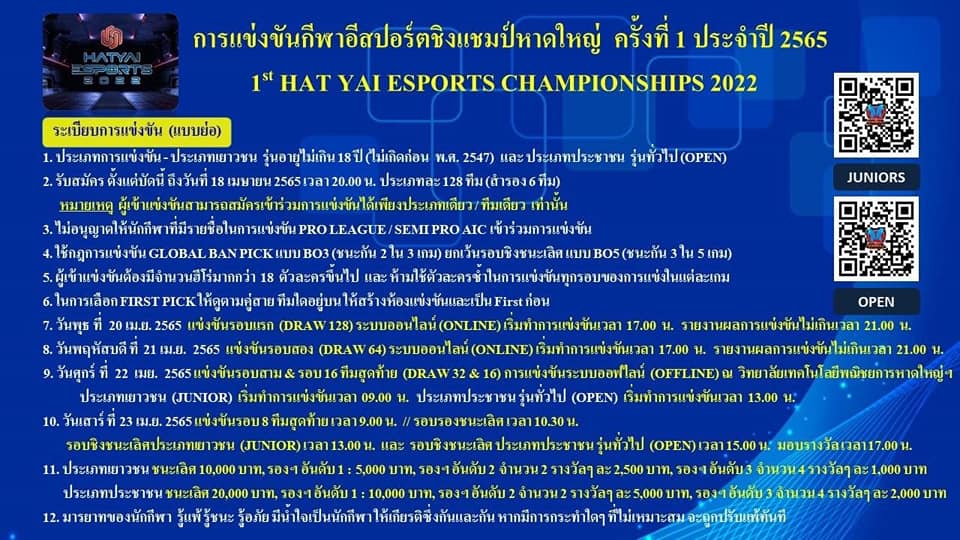 HATYAI
ESPORTS
2022
การแข่งขันกีฬาอีสปอร์ตชิงแชมป์หาดใหญ่ ครั้งที่ 1 ประจำปี 2565
1st HAT YAI ESPORTS CHAMPIONSHIPS 2022
ระเบียบการแข่งขัน (แบบย่อ)
1. ประเภทการแข่งขัน - ประเภทเยาวชน รุ่นอายุไม่เกิน 18 ปี (ไม่เกิดก่อน พ.ศ. 2547) และ ประเภทประชาชน รุ่นทั่วไป (OPEN)
2. รับสมัคร ตั้งแต่บัดนี้ ถึงวันที่ 18 เมษายน 2565 เวลา 20.00 น. ประเภทละ 128 ทีม (สำรอง 6 ทีม)
หมายเหตุ ผู้เข้าแข่งขันสามารถสมัครเข้าร่วมการแข่งขันได้เพียงประเภทเดียว / ทีมเดียว เท่านั้น
3. ไม่อนุญาตให้นักกีฬาที่มีรายชื่อในการแข่งขัน PRO LEAGUE / SEMI PRO AIC เข้าร่วมการแข่งขัน
4. ใช้กฎการแข่งขัน GLOBAL BAN PICK แบบ BO3 (ชนะกัน 2 ใน 3 เกม) ยกเว้นรอบชิงชนะเลิศ แบบ BO5 (ชนะกัน 3 ใน 5 เกม)
5. ผู้เข้าแข่งขันต้องมีจำนวนฮีโร่มากกว่า 18 ตัวละครขึ้นไป และ ห้ามใช้ตัวละครซ้ำในการแข่งขันทุกรอบของการแข่งในแต่ละเกม
6. ในการเลือก FIRST PICK ให้ดูตามคู่สาย ทีมใดอยู่บน ให้สร้างห้องแข่งขันและเป็น First ก่อน
7. วันพุธ ที่ 20 เม.ย. 2565 แข่งขันรอบแรก (DRAW 128) ระบบออนไลน์ (ONLINE) เริ่มทำการแข่งขันเวลา 17.00 น. รายงานผลการแข่งขันไม่เกินเวลา 21.00 น.
8. วันพฤหัสบดี ที่ 21 เม.ย. 2565 แข่งขันรอบสอง (DRAW 64) ระบบออนไลน์ (ONLINE) เริ่มทำการแข่งขันเวลา 17.00 น. รายงานผลการแข่งขันไม่เกินเวลา 21.00 น.
9. วันศุกร์ ที่ 22 เมย. 2565 แข่งขันรอบสาม & รอบ 16 ทีมสุดท้าย (DRAW 32 & 16) การแข่งขันระบบออฟไลน์ (OFFLINE) ณ วิทยาลัยเทคโนโลยีพณิชยการหาดใหญ่ฯ
ประเภทเยาวชน (JUNIOR) เริ่มทำการแข่งขันเวลา 09.00 น. ประเภทประชาชน รุ่นทั่วไป (OPEN) เริ่มทำการแข่งขันเวลา 13.00 น.
10. วันเสาร์ ที่ 23 เม.ย. 2565 แข่งขันรอบ 8 ทีมสุดท้าย เวลา 9.00 น. // รอบรองชนะเลิศ เวลา 10.30 น.
รอบชิงชนะเลิศประเภทเยาวชน (JUNIOR) เวลา 13.00 น. และ รอบชิงชนะเลิศ ประเภทประชาชน รุ่นทั่วไป (OPEN) เวลา 15.00 น. มอบรางวัล เวลา 17.00 น.
11. ประเภทเยาวชน ชนะเลิศ 10,000 บาท, รองฯ อันดับ 1 : 5,000 บาท, รองฯ อันดับ 2 จำนวน 2 รางวัลๆ ละ 2,500 บาท, รองฯ อันดับ 3 จำนวน 4 รางวัลๆ ละ 1,000 บาท
ประเภทประชาชน ชนะเลิศ 20,000 บาท, รองฯ อันดับ 1 : 10,000 บาท, รองฯ อันดับ 2 จำนวน 2 รางวัลๆ ละ 5,000 บาท, รองฯ อันดับ 3 จำนวน 4 รางวัลๆ ละ 2,000 บาท
12. มารยาทของนักกีฬา รู้แพ้ รู้ชนะ รู้อภัย มีน้ำใจเป็นนักกีฬา ให้เกียรติซึ่งกันและกัน หากมีการกระทำใดๆ ที่ไม่เหมาะสม จะถูกปรับแพ้ทันที
JUNIORS
OPEN